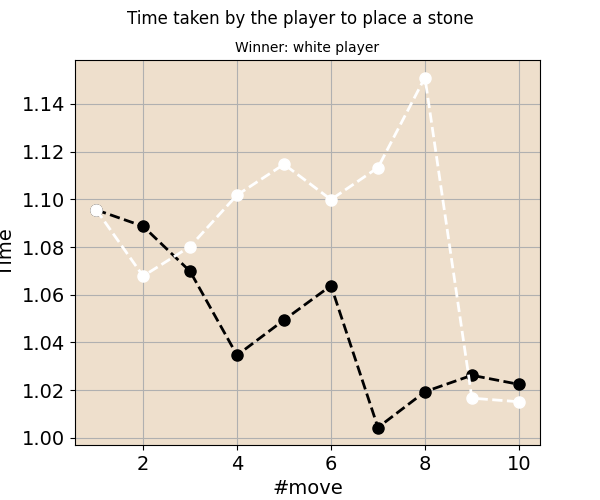 Time taken by the player to place a stone
Winner: white player
1.14
1.12
1.10
1.08
1.06
1.04
1.02
1.00
Time
2 4 6 8 10
#move